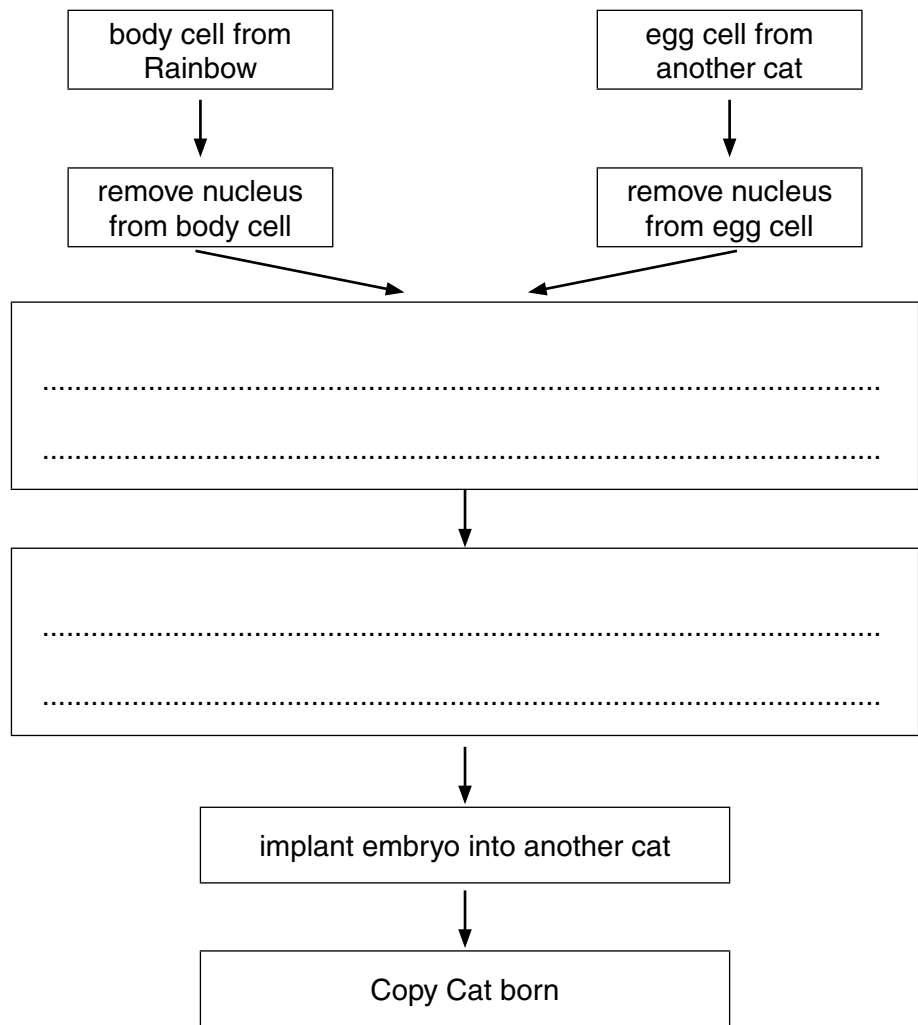 body cell from
Rainbow
egg cell from
another cat
remove nucleus
from body cell
remove nucleus
from egg cell
......................................................................................................
......................................................................................................
......................................................................................................
......................................................................................................
implant embryo into another cat
Copy Cat born